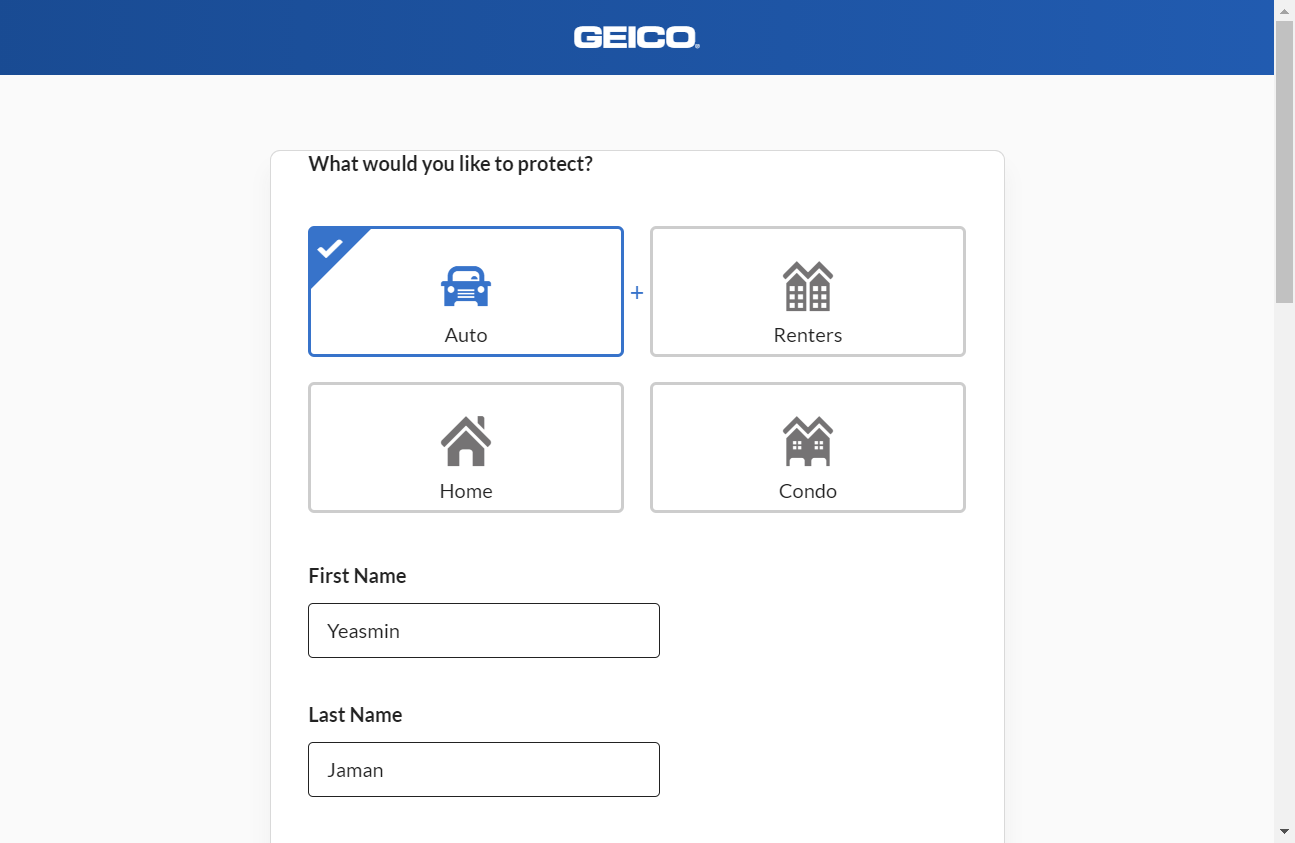 GEICO
What would you like to protect?
Auto
+
Renters
Home
Condo
First Name
Yeasmin
Last Name
Jaman